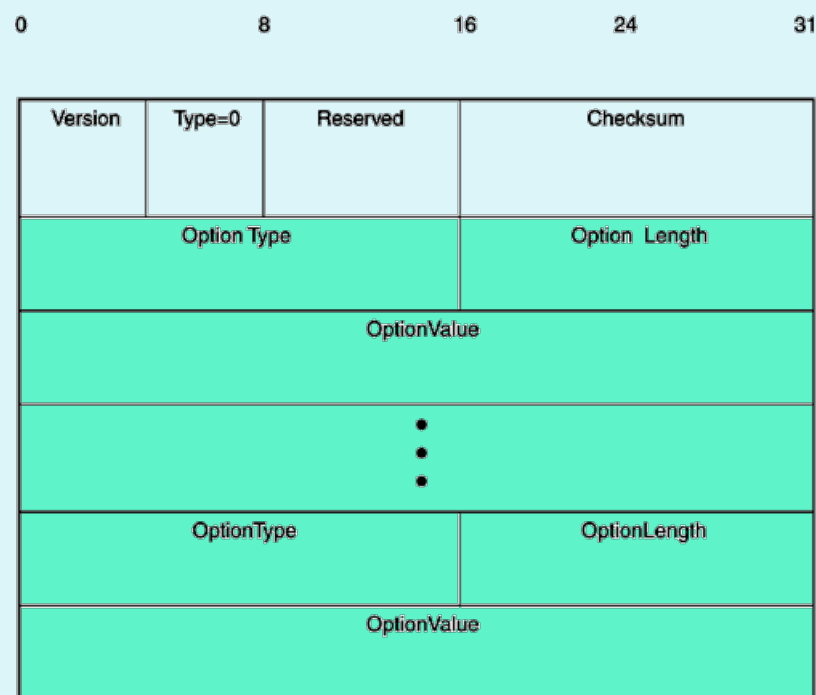 0 8 16 24 31
Version Type=0 Reserved Checksum
Option Type Option Length
OptionValue
OptionType OptionLength
OptionValue